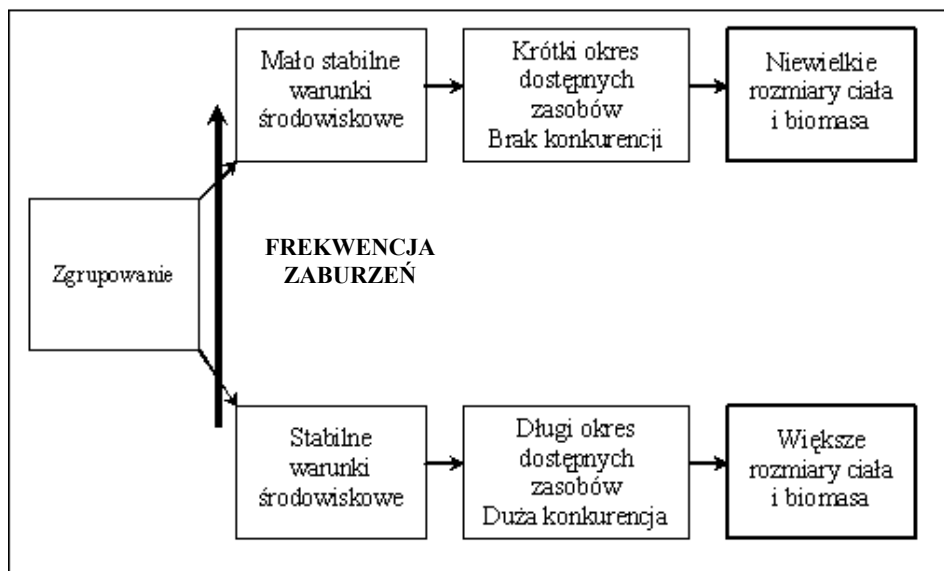 Mało stabilne
warunki
środowiskowe
Krótki okres
dostępnych
zasobów
Brak konkurencji
Niewielkie
rozmiary ciała
i biomasa
Zgrupowanie
FREKWENCJA
ZABURZEŃ
Stabilne
warunki
środowiskowe
Długi okres
dostępnych
zasobów
Duża konkurencja
Większe
rozmiary ciała
i biomasa